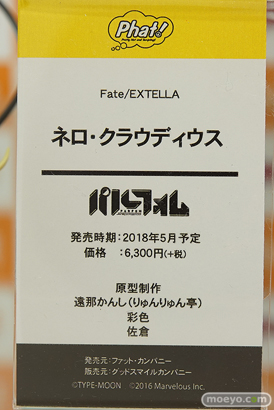 Phat!
Fate/EXTELLA
ネロ・クラウディウス
パルフォム
発売時期：2018年5月予定
価格　：6,300円(+税)
原型制作
遠那かんし(りゅんりゅん亭)
彩色
佐倉
発売元：ファット・カンパニー
販売元：グッドスマイルカンパニー
©TYPE-MOON　©2016 Marvelous Inc.
moeyo.com